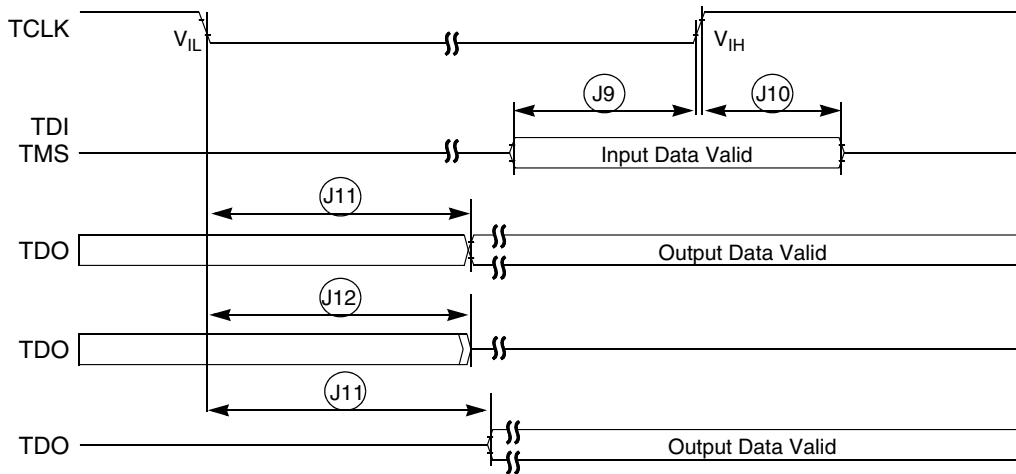 TCLK
V_IL
V_IH
J9
J10
TDI
TMS
Input Data Valid
J11
TDO
Output Data Valid
J12
TDO
J11
TDO
Output Data Valid